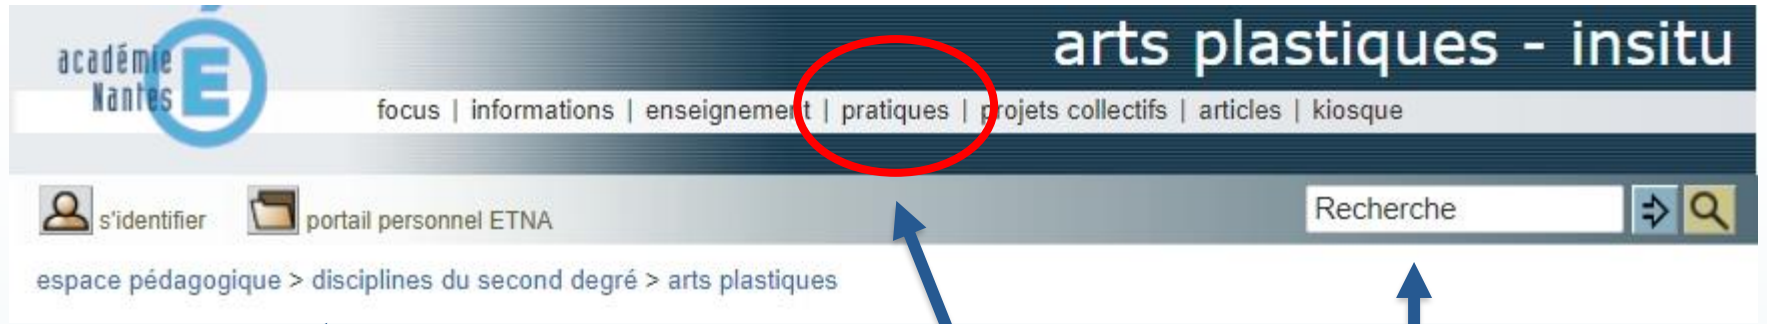 académie
Nantes
É
arts plastiques - insitu
focus | informations | enseignement | pratiques | projets collectifs | articles | kiosque
s'identifier
portail personnel ETNA
Recherche
espace pédagogique > disciplines du second degré > arts plastiques